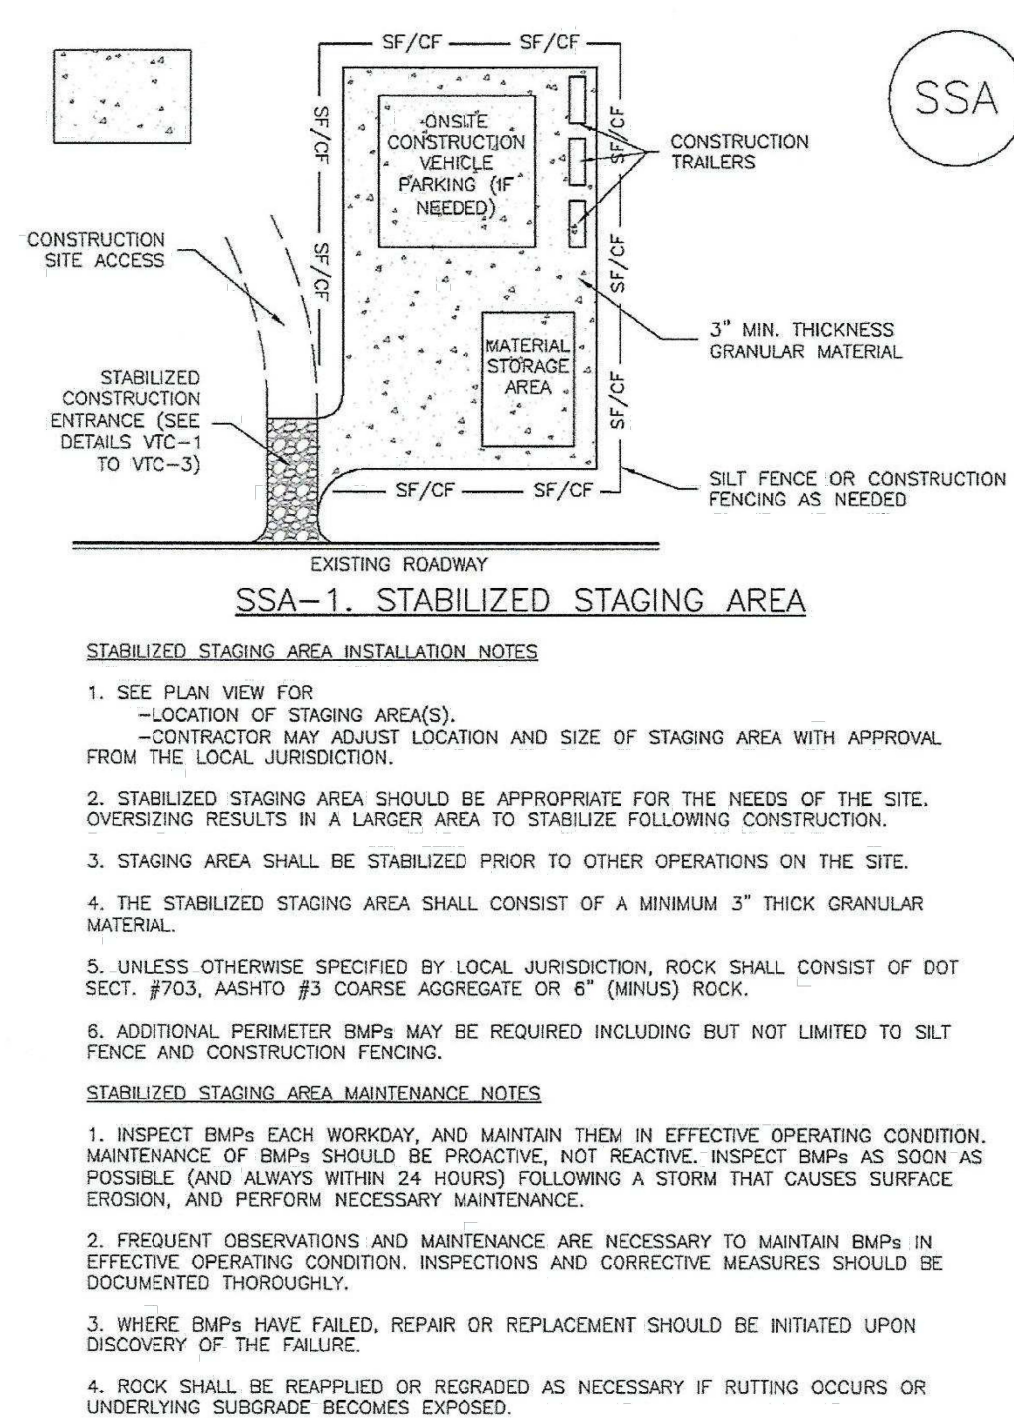 SF/CF SF/CF
SSA
SF/CF
SF/CF
ONSITE
CONSTRUCTION
VEHICLE
PARKING (IF
NEEDED)
SF/CF
CONSTRUCTION
TRAILERS
CONSTRUCTION
SITE ACCESS
SF/CF
3" MIN. THICKNESS
GRANULAR MATERIAL
MATERIAL
STORAGE
AREA
STABILIZED
CONSTRUCTION
ENTRANCE (SEE
DETAILS VTC-1
TO VTC-3)
SF/CF
SF/CF SF/CF
SILT FENCE OR CONSTRUCTION
FENCING AS NEEDED
EXISTING ROADWAY
SSA-1. STABILIZED STAGING AREA
STABILIZED STAGING AREA INSTALLATION NOTES
1. SEE PLAN VIEW FOR
-LOCATION OF STAGING AREA(S).
-CONTRACTOR MAY ADJUST LOCATION AND SIZE OF STAGING AREA WITH APPROVAL
FROM THE LOCAL JURISDICTION.
2. STABILIZED STAGING AREA SHOULD BE APPROPRIATE FOR THE NEEDS OF THE SITE.
OVERSIZING RESULTS IN A LARGER AREA TO STABILIZE FOLLOWING CONSTRUCTION.
3. STAGING AREA SHALL BE STABILIZED PRIOR TO OTHER OPERATIONS ON THE SITE.
4. THE STABILIZED STAGING AREA SHALL CONSIST OF A MINIMUM 3" THICK GRANULAR
MATERIAL.
5. UNLESS OTHERWISE SPECIFIED BY LOCAL JURISDICTION, ROCK SHALL CONSIST OF DOT
SECT. #703, AASHTO #3 COARSE AGGREGATE OR 6" (MINUS) ROCK.
6. ADDITIONAL PERIMETER BMPs MAY BE REQUIRED INCLUDING BUT NOT LIMITED TO SILT
FENCE AND CONSTRUCTION FENCING.
STABILIZED STAGING AREA MAINTENANCE NOTES
1. INSPECT BMPs EACH WORKDAY, AND MAINTAIN THEM IN EFFECTIVE OPERATING CONDITION.
MAINTENANCE OF BMPs SHOULD BE PROACTIVE, NOT REACTIVE. INSPECT BMPs AS SOON AS
POSSIBLE (AND ALWAYS WITHIN 24 HOURS) FOLLOWING A STORM THAT CAUSES SURFACE
EROSION, AND PERFORM NECESSARY MAINTENANCE.
2. FREQUENT OBSERVATIONS AND MAINTENANCE ARE NECESSARY TO MAINTAIN BMPs IN
EFFECTIVE OPERATING CONDITION. INSPECTIONS AND CORRECTIVE MEASURES SHOULD BE
DOCUMENTED THOROUGHLY.
3. WHERE BMPs HAVE FAILED, REPAIR OR REPLACEMENT SHOULD BE INITIATED UPON
DISCOVERY OF THE FAILURE.
4. ROCK SHALL BE REAPPLIED OR REGRADED AS NECESSARY IF RUTTING OCCURS OR
UNDERLYING SUBGRADE BECOMES EXPOSED.